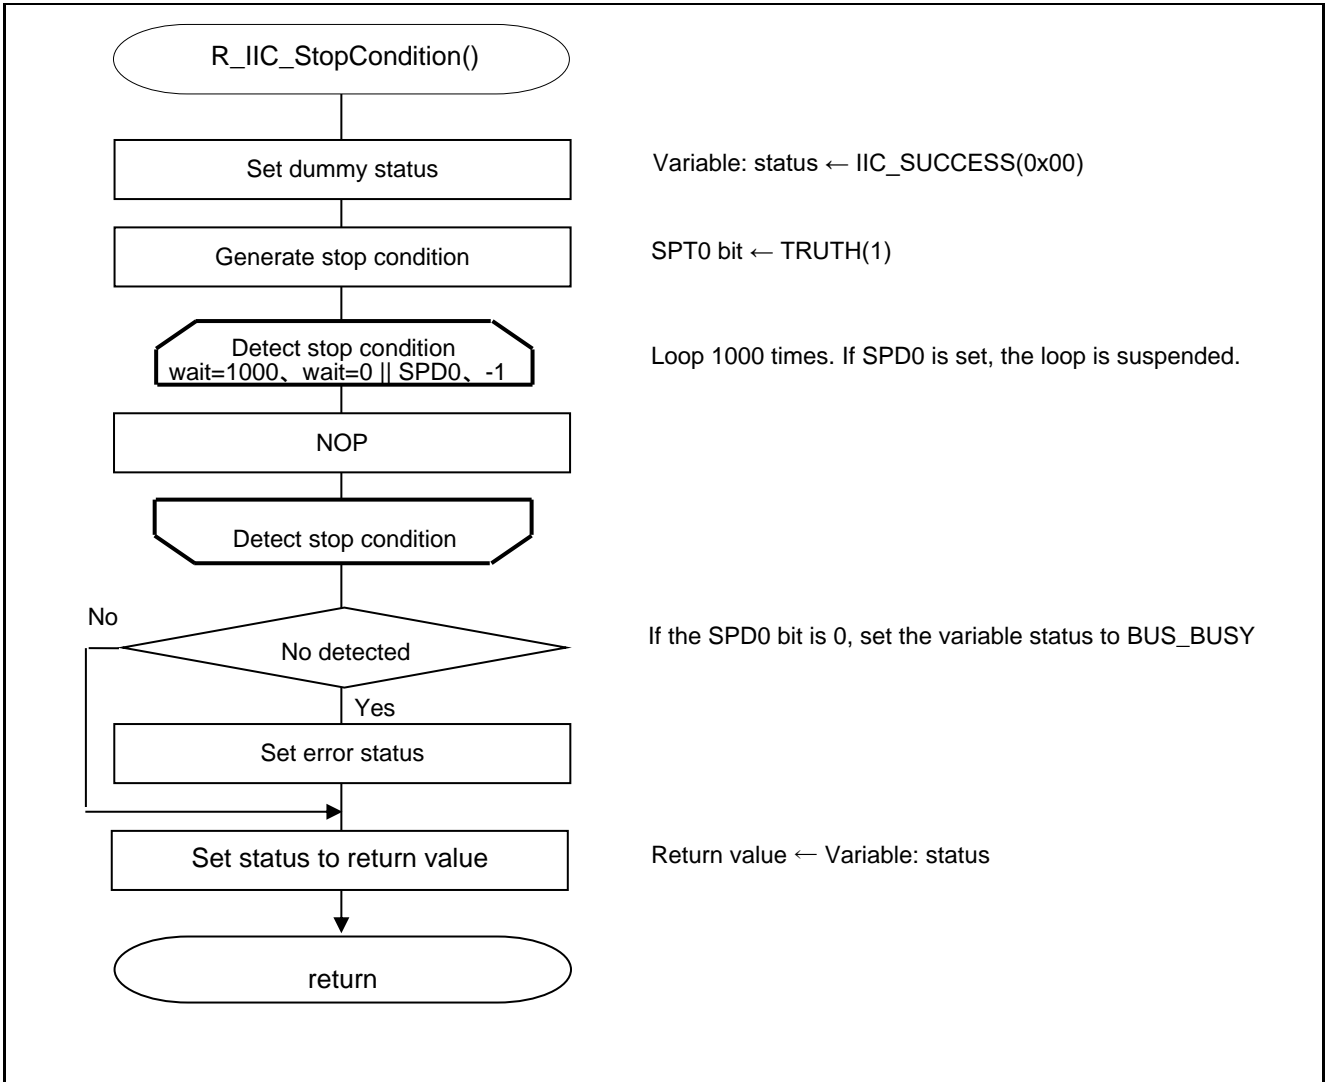 R_IIC_StopCondition()
Set dummy status
Variable: status ← IIC_SUCCESS(0x00)
Generate stop condition
SPT0 bit ← TRUTH(1)
Detect stop condition
wait=1000、wait=0 || SPD0、-1
Loop 1000 times. If SPD0 is set, the loop is suspended.
NOP
Detect stop condition
No
No detected
If the SPD0 bit is 0, set the variable status to BUS_BUSY
Yes
Set error status
Set status to return value
Return value ← Variable: status
return